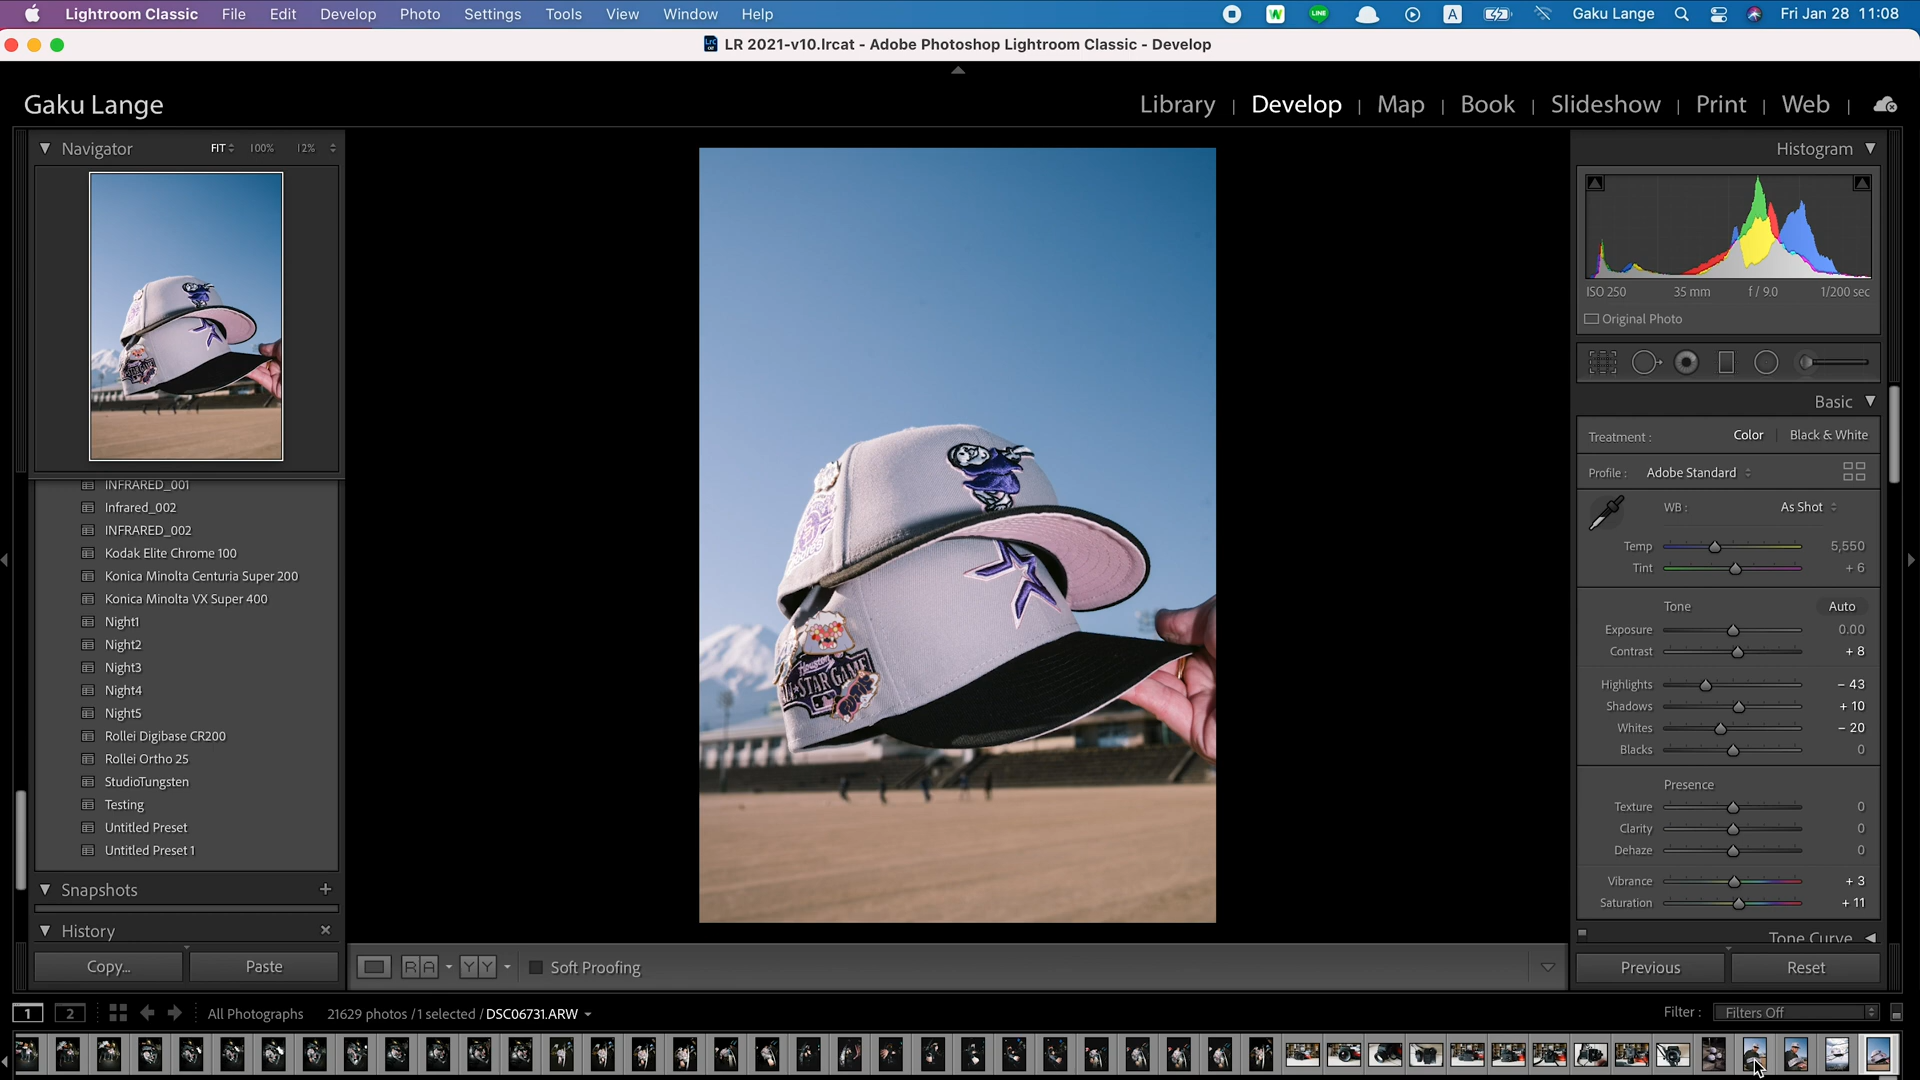 Lightroom Classic File Edit Develop Photo Settings Tools View Window Help W LINE A Gaku Lange Fri Jan 28 11:08
LR 2021-v10.lrcat - Adobe Photoshop Lightroom Classic - Develop
Gaku Lange
Library | Develop | Map | Book | Slideshow | Print | Web |
Navigator FIT 100% 12%
Histogram
ISO 250 35 mm f / 9.0 1/200 sec
Original Photo
Basic
Treatment : Color Black & White
Profile : Adobe Standard
WB : As Shot
Temp 5,550
Tint + 6
Tone Auto
Exposure 0.00
Contrast + 8
Highlights - 43
Shadows + 10
Whites - 20
Blacks 0
Presence
Texture 0
Clarity 0
Dehaze 0
Vibrance + 3
Saturation + 11
Tone Curve
Previous Reset
INFRARED_001
Infrared_002
INFRARED_002
Kodak Elite Chrome 100
Konica Minolta Centuria Super 200
Konica Minolta VX Super 400
Night1
Night2
Night3
Night4
Night5
Rollei Digibase CR200
Rollei Ortho 25
StudioTungsten
Testing
Untitled Preset
Untitled Preset 1
Snapshots +
History
Copy... Paste
Houston
ALL★STAR GAME
R A Y Y Soft Proofing
1 2 All Photographs 21629 photos / 1 selected / DSC06731.ARW
Filter : Filters Off